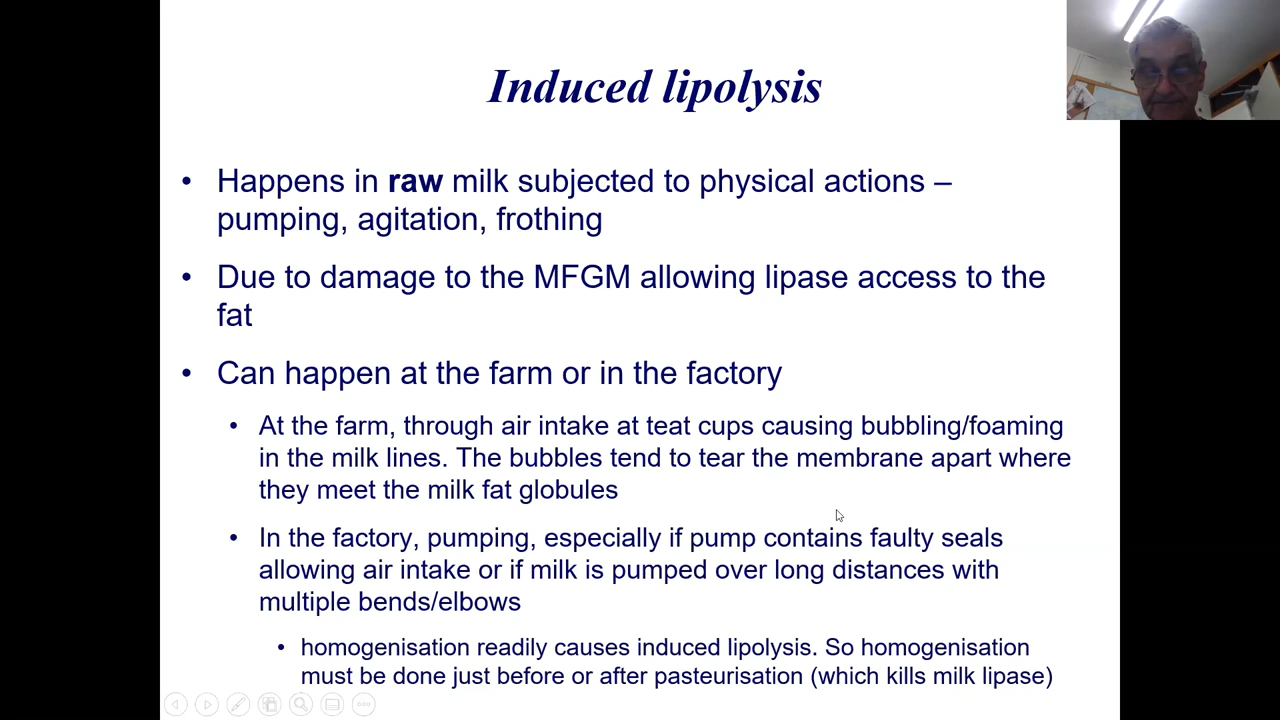 Induced lipolysis
• Happens in raw milk subjected to physical actions –
pumping, agitation, frothing
• Due to damage to the MFGM allowing lipase access to the
fat
• Can happen at the farm or in the factory
• At the farm, through air intake at teat cups causing bubbling/foaming
in the milk lines. The bubbles tend to tear the membrane apart where
they meet the milk fat globules
• In the factory, pumping, especially if pump contains faulty seals
allowing air intake or if milk is pumped over long distances with
multiple bends/elbows
• homogenisation readily causes induced lipolysis. So homogenisation
must be done just before or after pasteurisation (which kills milk lipase)